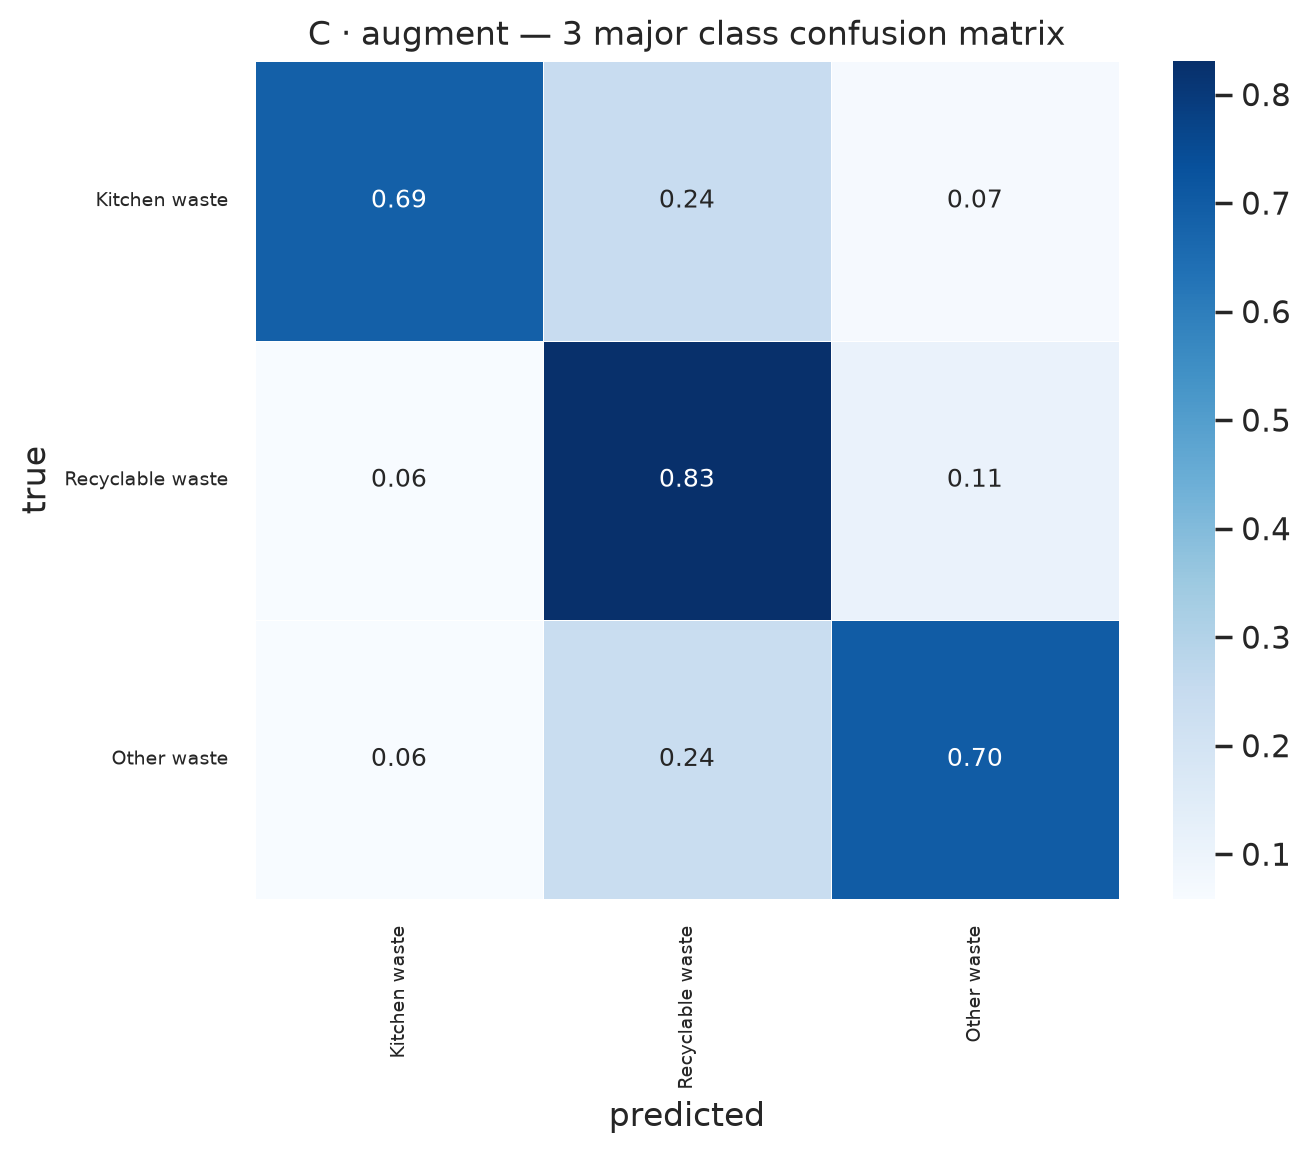 C · augment — 3 major class confusion matrix
Kitchen waste
0.69 0.24 0.07
Recyclable waste
0.06 0.83 0.11
Other waste
0.06 0.24 0.70
true
Kitchen waste
Recyclable waste
Other waste
predicted
0.8
0.7
0.6
0.5
0.4
0.3
0.2
0.1